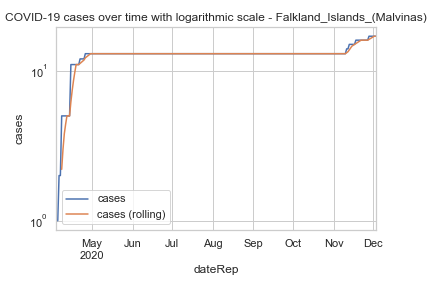 COVID-19 cases over time with logarithmic scale - Falkland_Islands_(Malvinas)
cases
10¹
10⁰
cases
cases (rolling)
May Jun Jul Aug Sep Oct Nov Dec
2020
dateRep